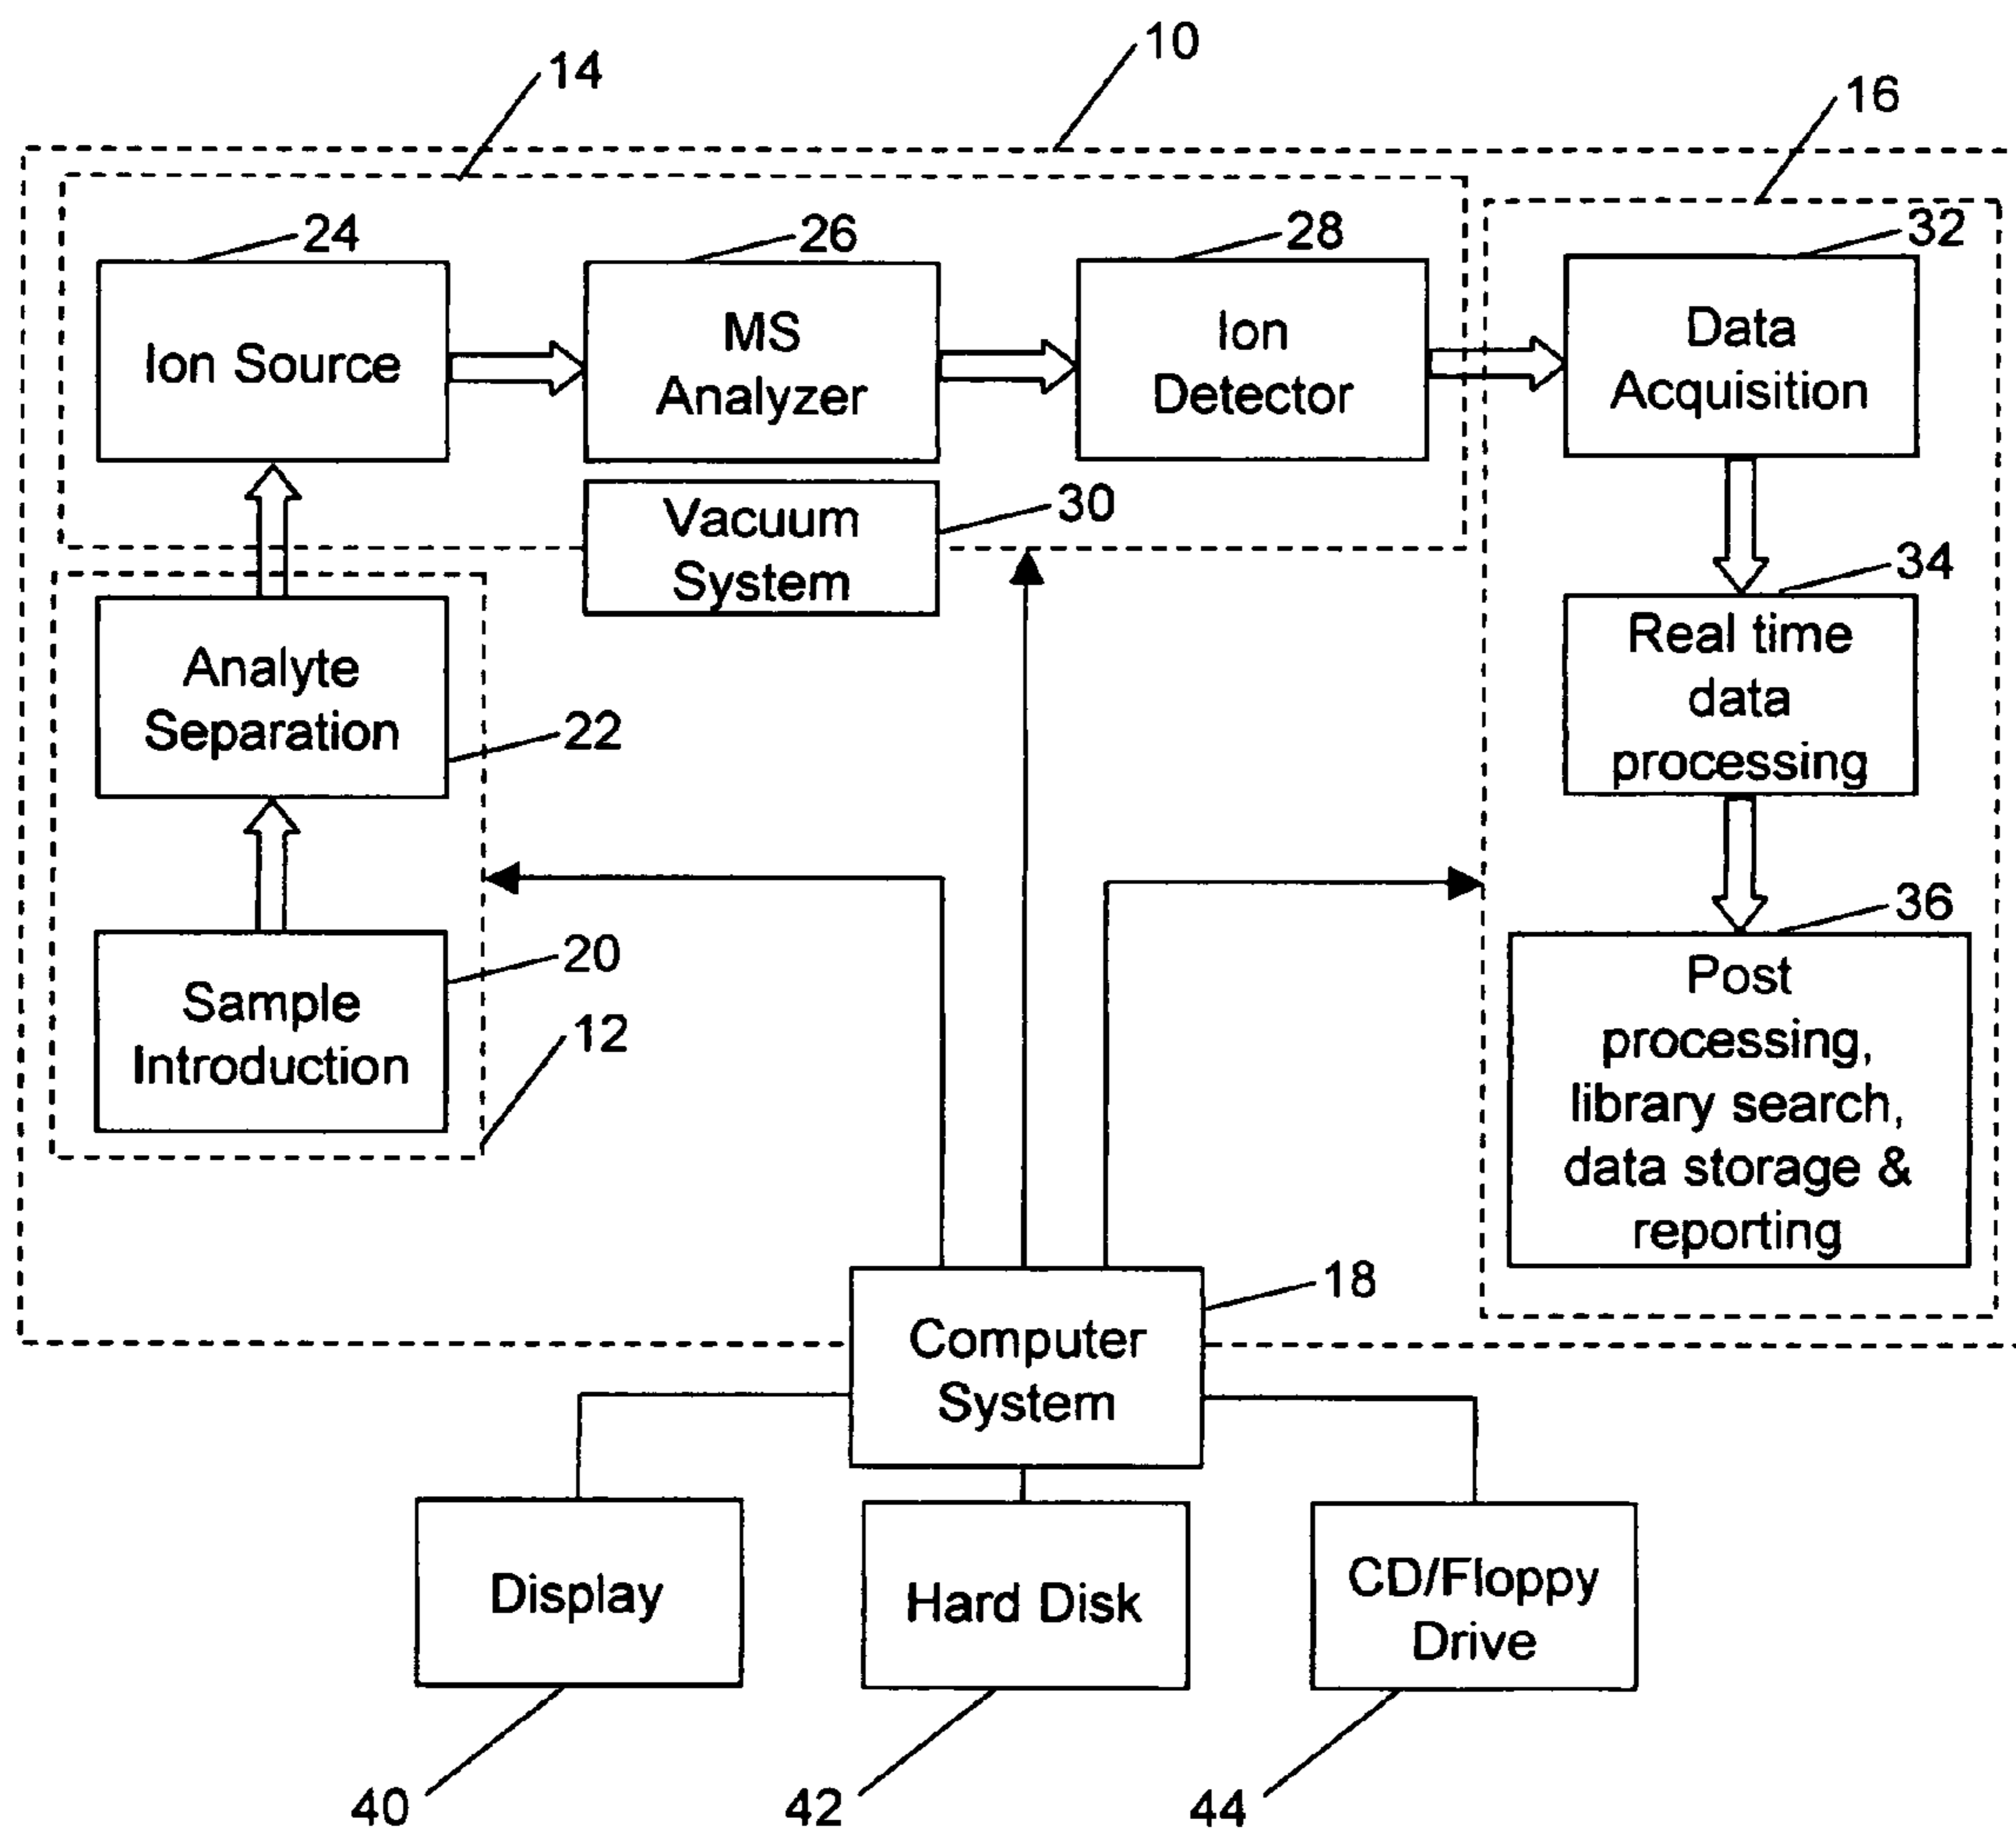 10
14
16
24
26
28
32
Ion Source
MS
Analyzer
Ion
Detector
Data
Acquisition
Vacuum
System
30
34
Analyte
Separation
22
Real time
data
processing
20
Sample
Introduction
12
36
Post
processing,
library search,
data storage &
reporting
18
Computer
System
Display
Hard Disk
CD/Floppy
Drive
40
42
44